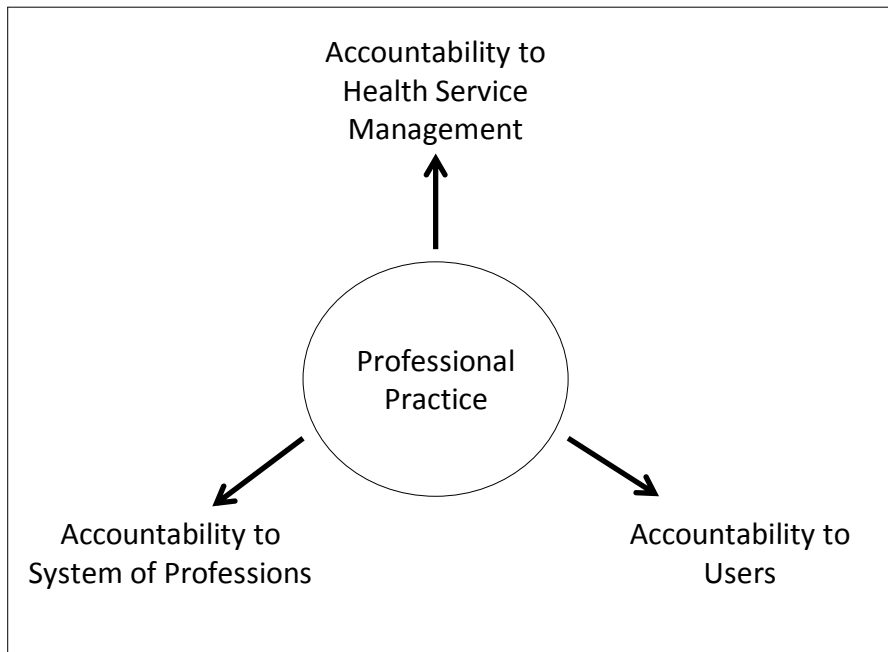 Accountability to
Health Service
Management
Professional
Practice
Accountability to
System of Professions
Accountability to
Users